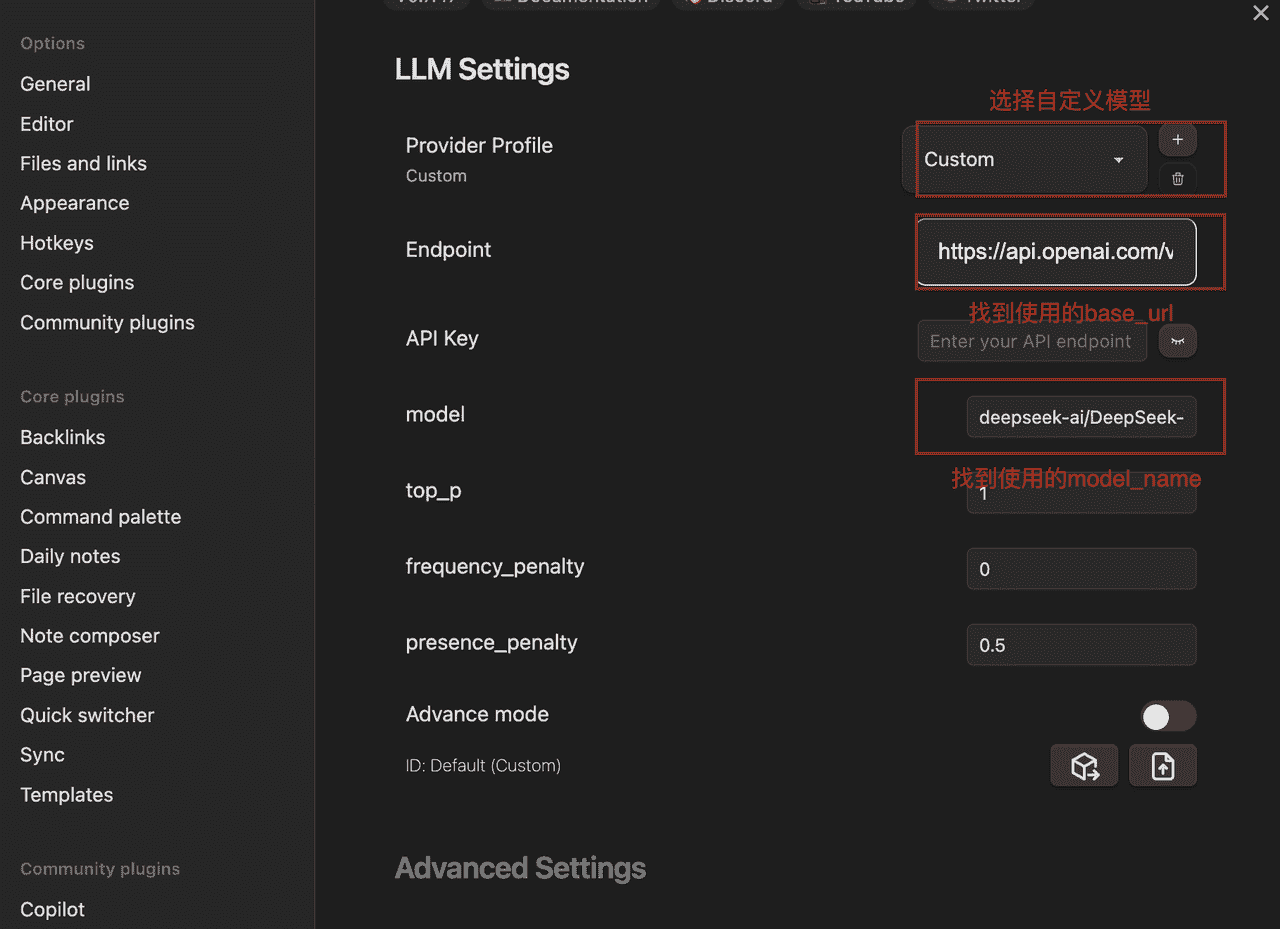 Documentation
Discord
YouTube
Twitter
Options
General
Editor
Files and links
Appearance
Hotkeys
Core plugins
Community plugins
Core plugins
Backlinks
Canvas
Command palette
Daily notes
File recovery
Note composer
Page preview
Quick switcher
Sync
Templates
Community plugins
Copilot
LLM Settings
选择自定义模型
Provider Profile
Custom
Custom
Endpoint
https://api.openai.com/v
找到使用的base_url
API Key
Enter your API endpoint
model
deepseek-ai/DeepSeek-
找到使用的model_name
top_p
1
frequency_penalty
0
presence_penalty
0.5
Advance mode
ID: Default (Custom)
Advanced Settings